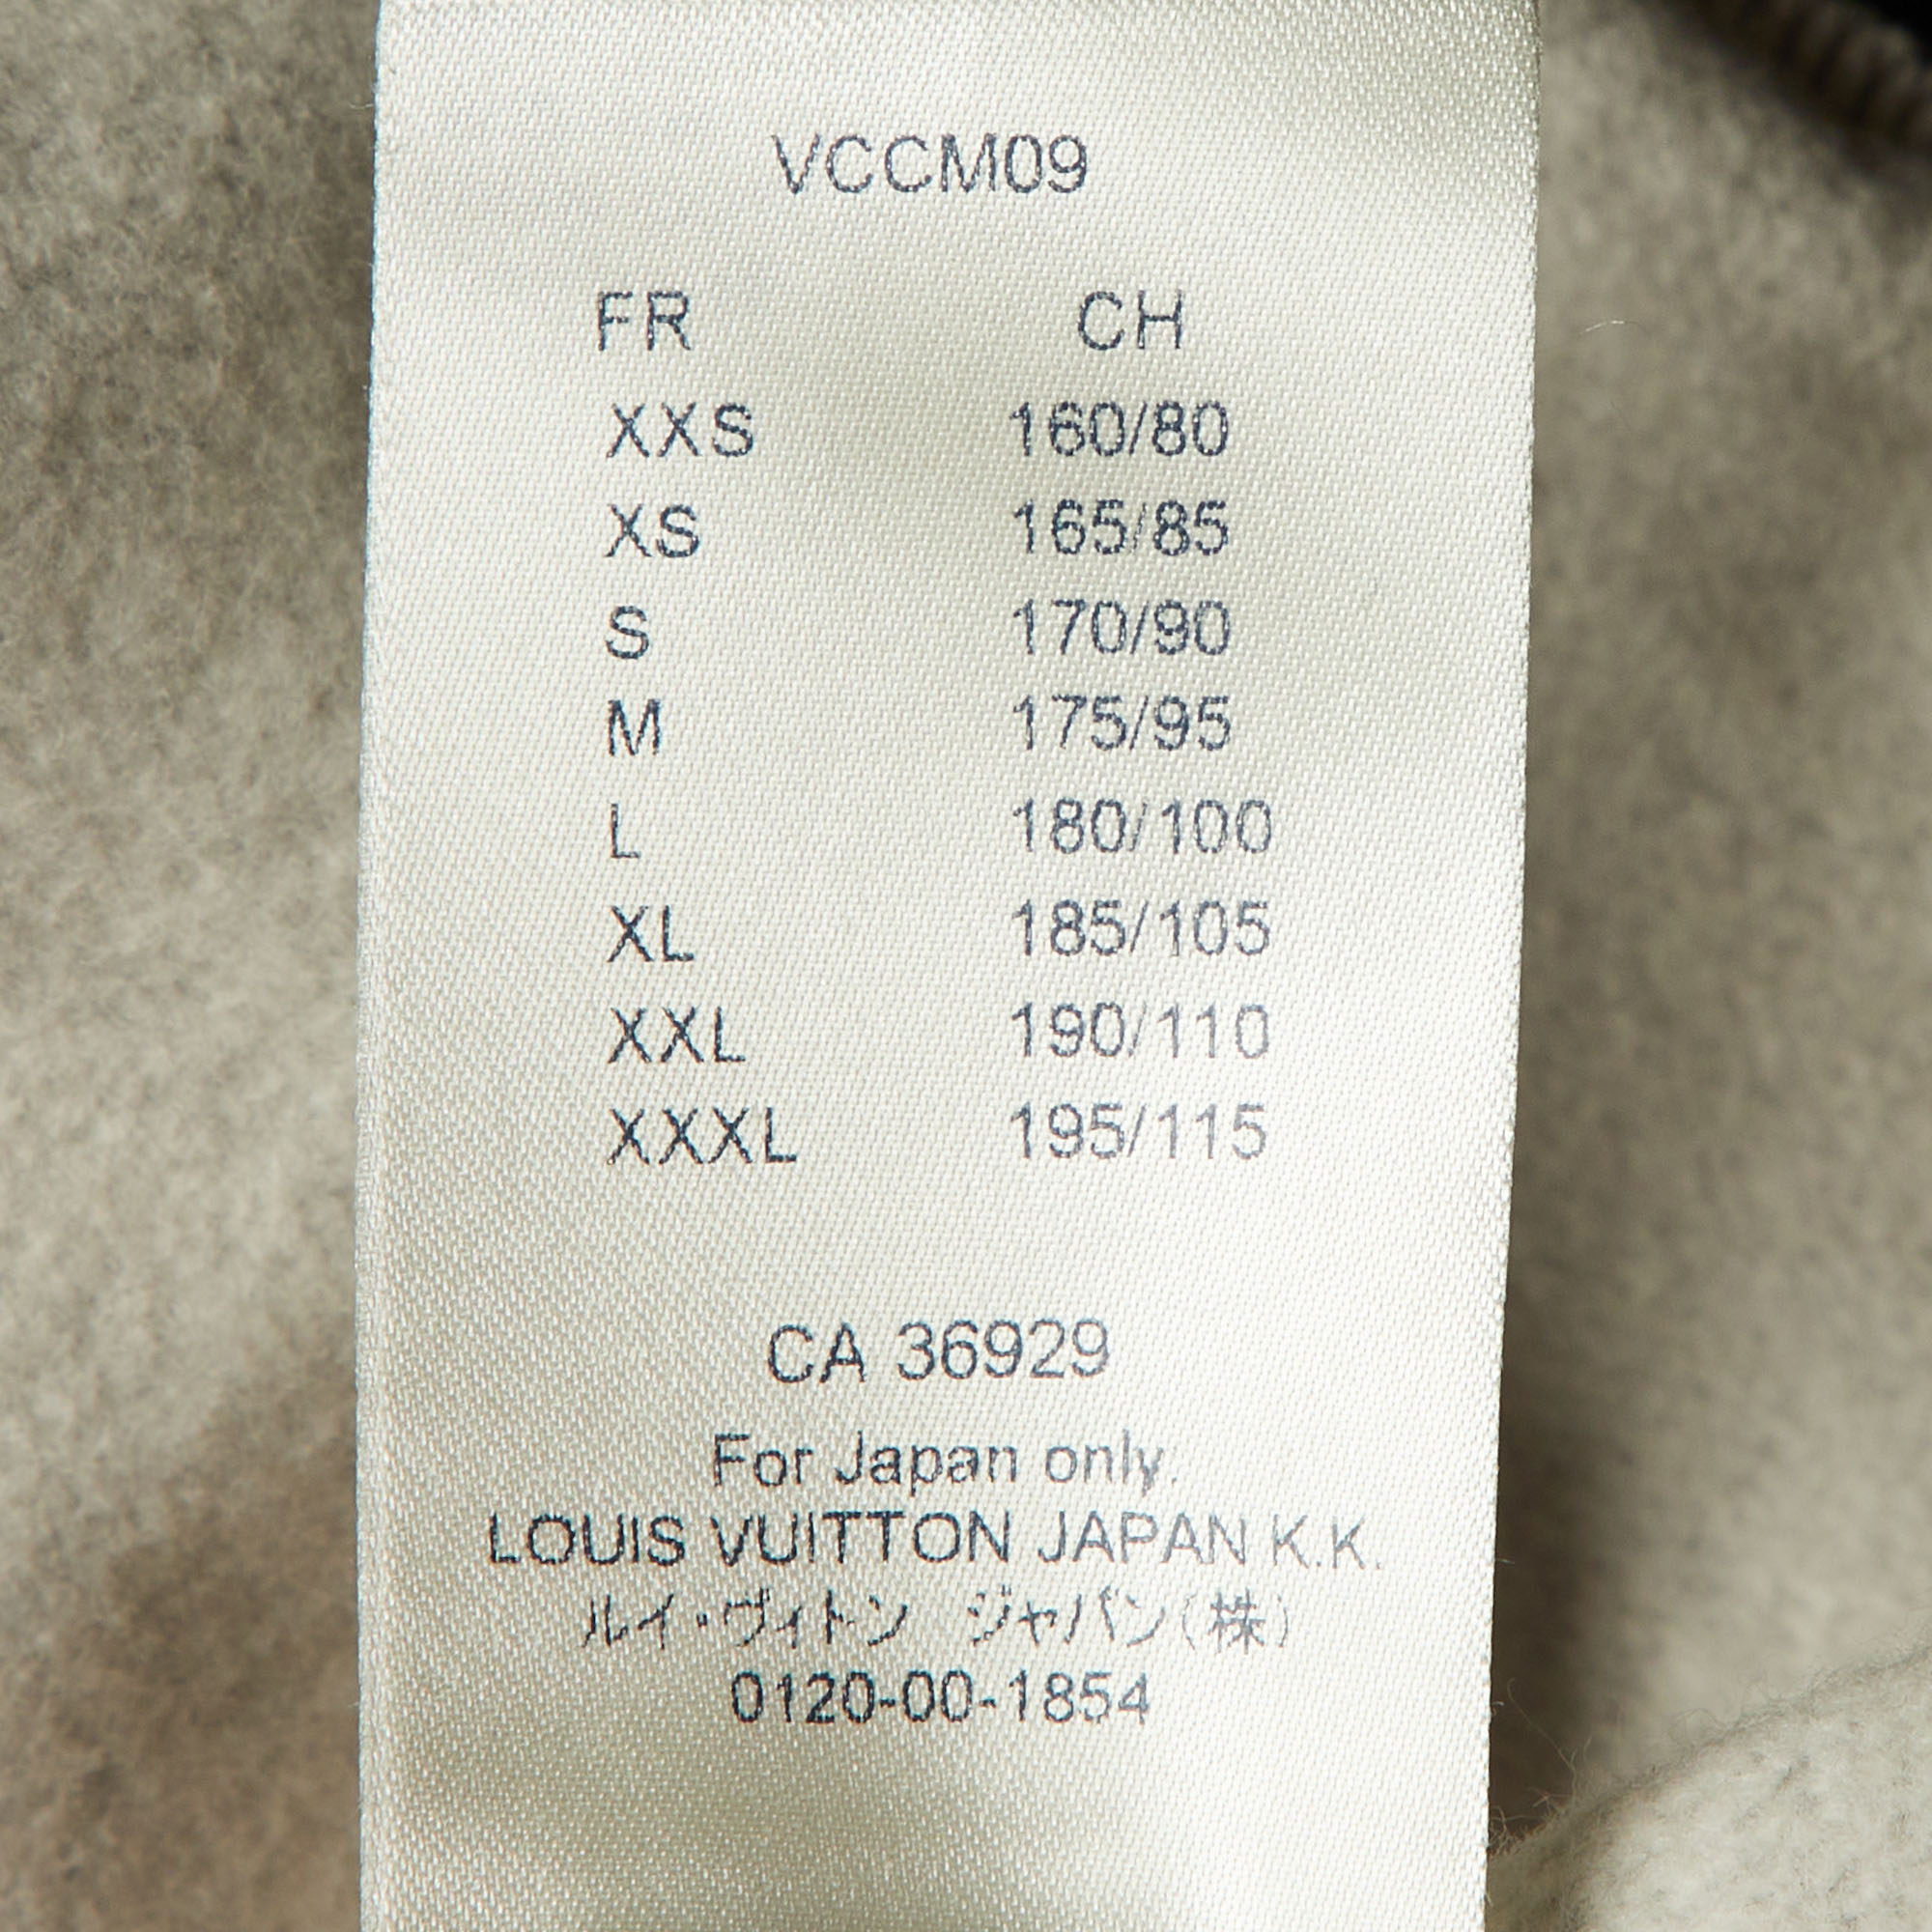 VCCM09
FR CH
XXS 160/80
XS 165/85
S 170/90
M 175/95
L 180/100
XL 185/105
XXL 190/110
XXXL 195/115
CA 36929
For Japan only.
LOUIS VUITTON JAPAN K.K.
ルイ・ヴィトン ジャパン(株)
0120-00-1854